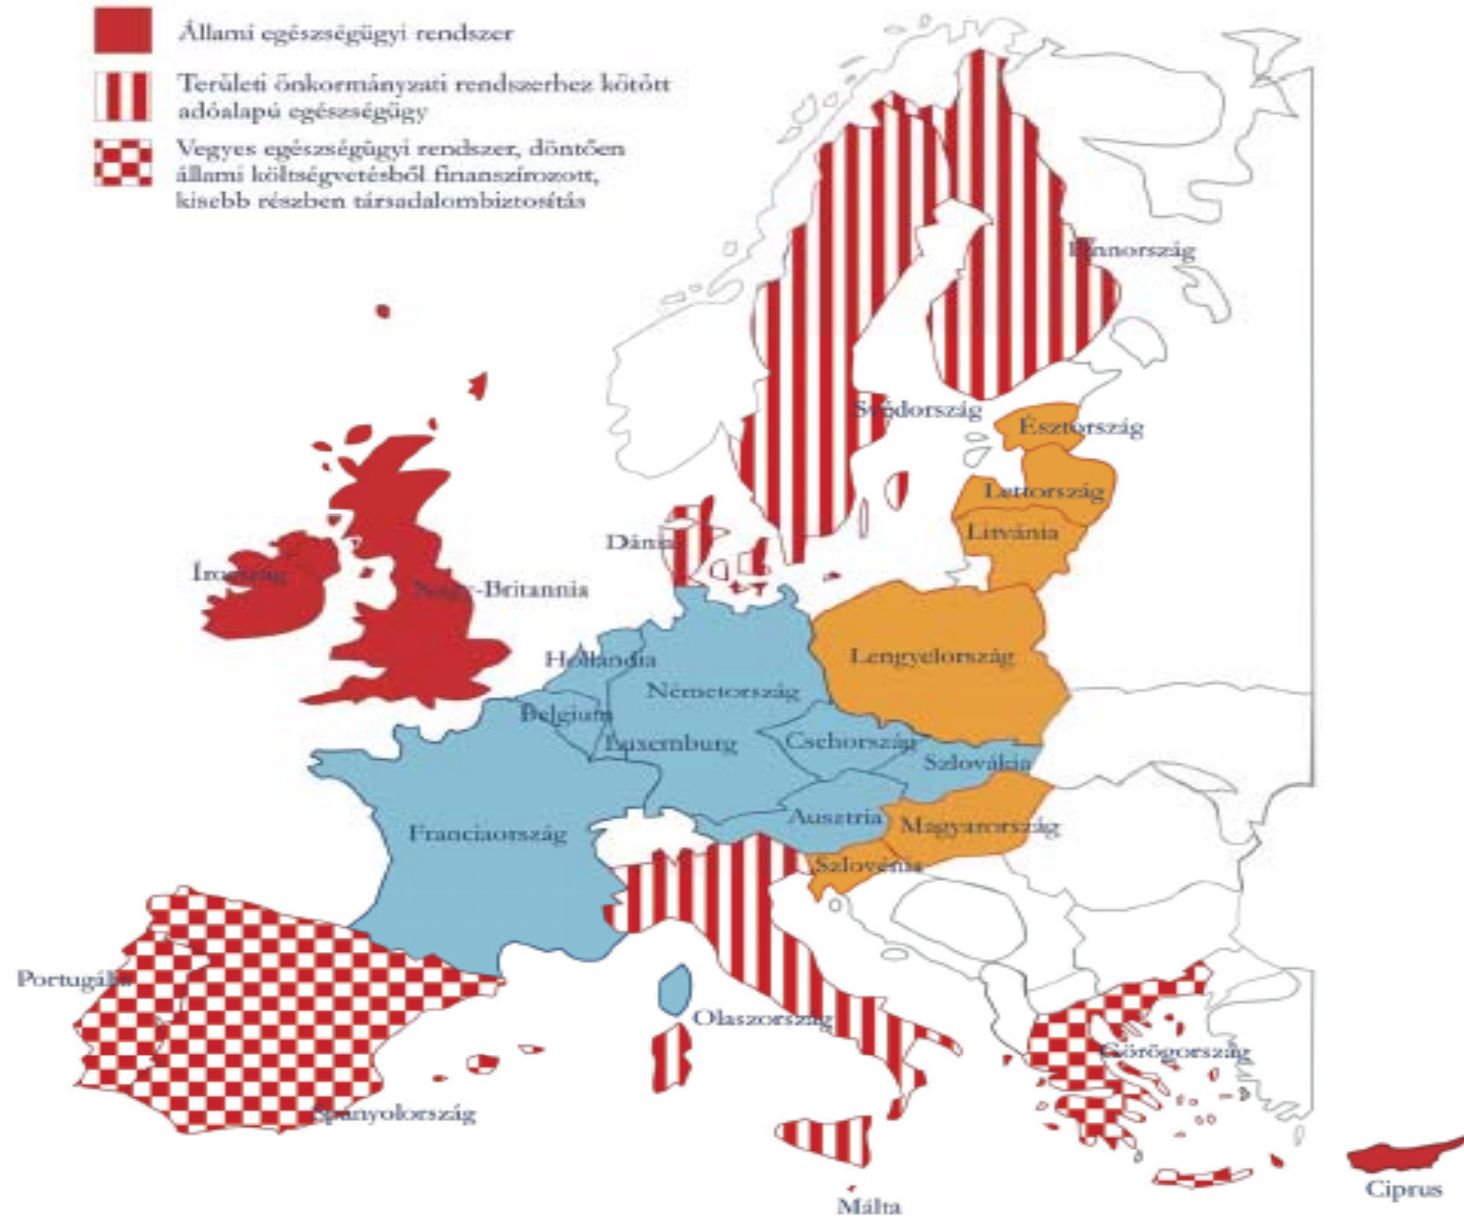 Állami egészségügyi rendszer
Területi önkormányzati rendszerhez kötött
adóalapú egészségügy
Vegyes egészségügyi rendszer, döntően
állami költségvetésből finanszírozott,
kisebb részben társadalombiztosítás
Finnország
Svédország
Észtország
Lettország
Litvánia
Dánia
Írország
Nagy-Britannia
Hollandia
Lengyelország
Németország
Belgium
Luxemburg
Csehország
Szlovákia
Ausztria
Magyarország
Franciaország
Szlovénia
Portugália
Olaszország
Görögország
Spanyolország
Ciprus
Málta